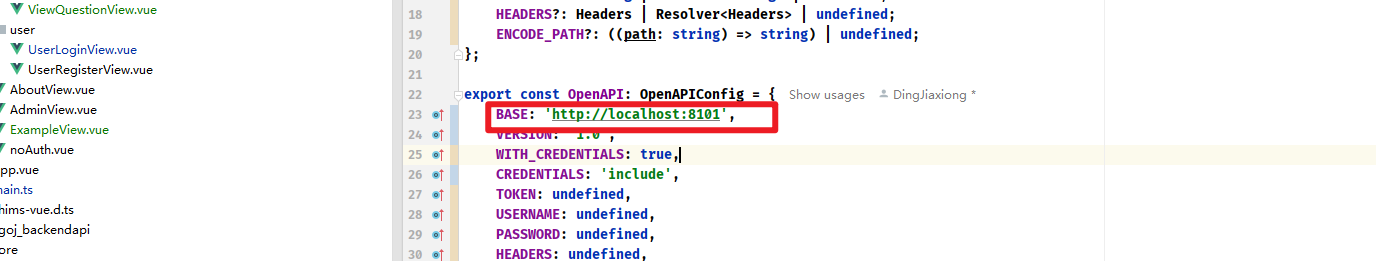 ViewQuestionView.vue
user
UserLoginView.vue
UserRegisterView.vue
AboutView.vue
AdminView.vue
ExampleView.vue
noAuth.vue
pp.vue
nain.ts
hims-vue.d.ts
goj_backendapi
ore
18 HEADERS?: Headers | Resolver<Headers> | undefined;
19 ENCODE_PATH?: ((path: string) => string) | undefined;
20 };
21
22 export const OpenAPI: OpenAPIConfig = { Show usages DingJiaxiong *
23 BASE: 'http://localhost:8101',
24 VERSION: '1.0',
25 WITH_CREDENTIALS: true,
26 CREDENTIALS: 'include',
27 TOKEN: undefined,
28 USERNAME: undefined,
29 PASSWORD: undefined,
30 HEADERS: undefined,